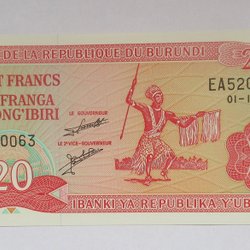 DE LA REPUBLIQUE DU BURUNDI
T FRANCS
FRANGA
ONG'IBIRI
EA520
01-
LE GOUVERNEUR
0063
LE 2e VICE-GOUVERNEUR
20
IBANKI YA REPUBLIKA Y'UB